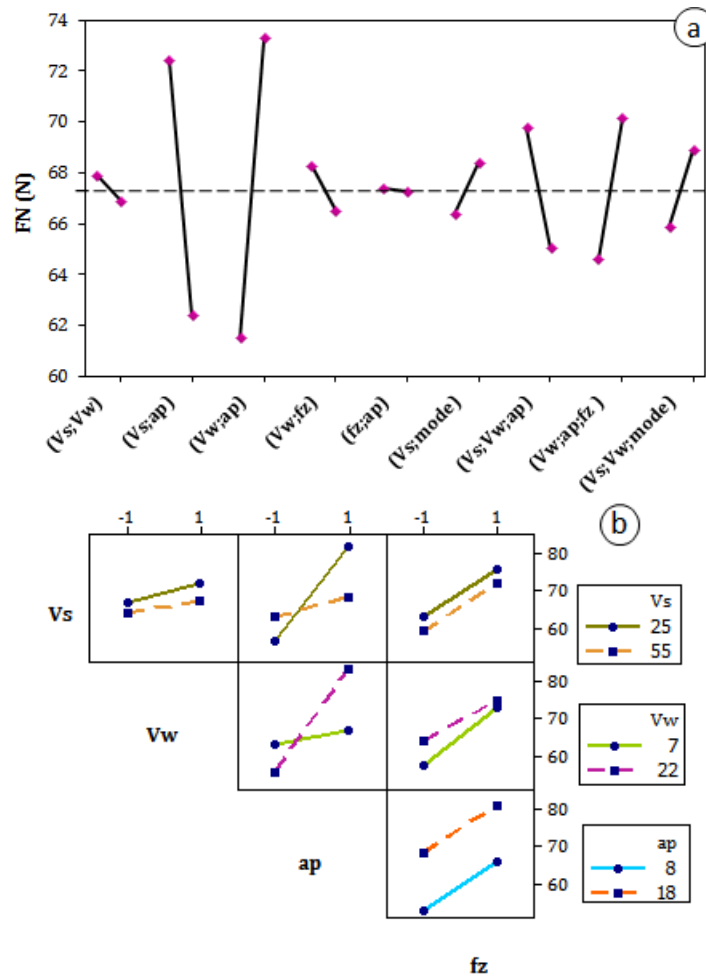 a
74
72
70
68
66
64
62
60
FN (N)
(Vs;Vw)
(Vs;ap)
(Vw;ap)
(Vw;fz)
(fz;ap)
(Vs;mode)
(Vs;Vw;ap)
(Vw;ap;fz )
(Vs;Vw;mode)
b
-1 1 -1 1 -1 1
Vs
80
70
60
Vs
25
55
Vw
80
70
60
Vw
7
22
ap
80
70
60
ap
8
18
fz